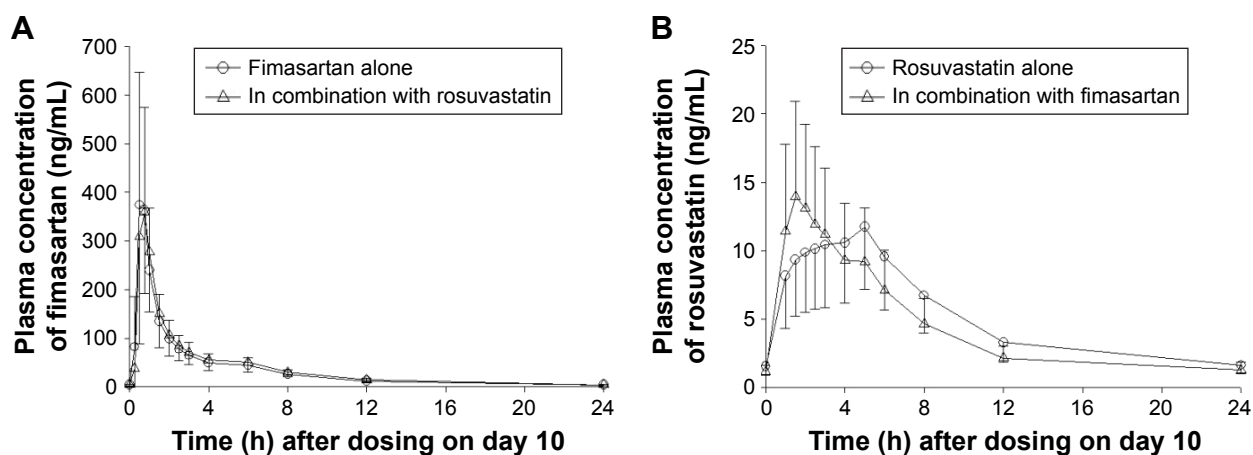 A
Plasma concentration
of fimasartan (ng/mL)
700
600
500
400
300
200
100
0
Fimasartan alone
In combination with rosuvastatin
0 4 8 12 16 20 24
Time (h) after dosing on day 10
B
Plasma concentration
of rosuvastatin (ng/mL)
25
20
15
10
5
0
Rosuvastatin alone
In combination with fimasartan
0 4 8 12 16 20 24
Time (h) after dosing on day 10